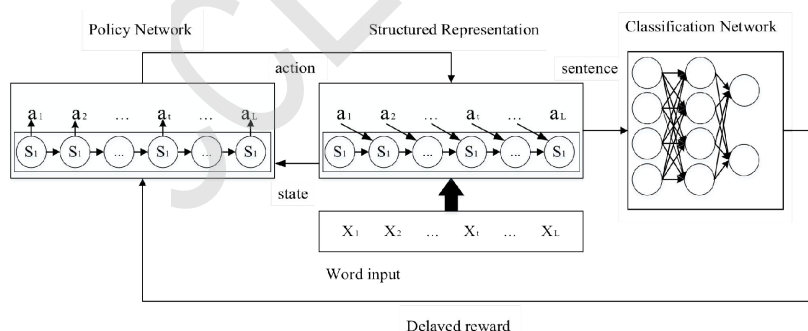 Policy Network
Structured Representation
Classification Network
action
sentence
a1 a2 ... at ... aL
a1 a2 ... at ... aL
S1 S1 ... S1 ... S1
S1 S1 ... S1 ... S1
state
X1 X2 ... Xt ... XL
Word input
Delayed reward